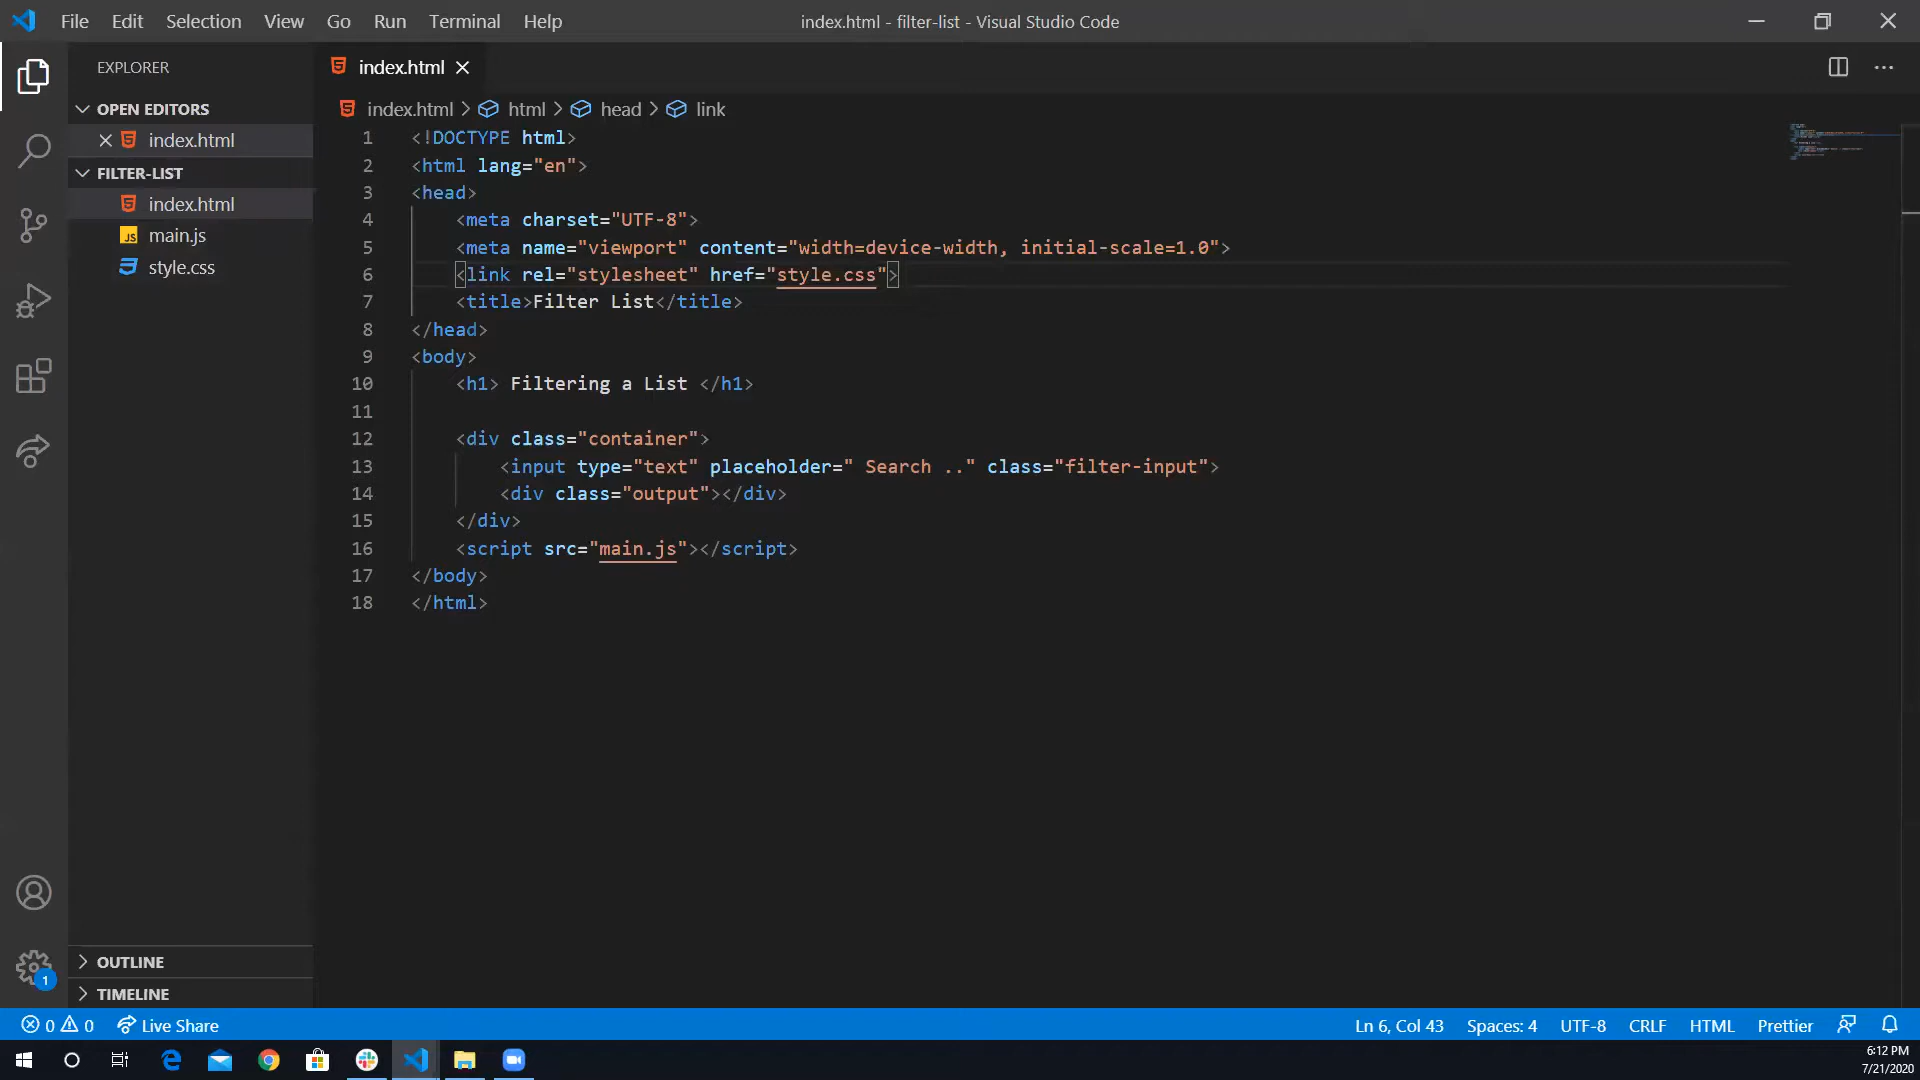 File Edit Selection View Go Run Terminal Help
index.html - filter-list - Visual Studio Code
EXPLORER
OPEN EDITORS
index.html
FILTER-LIST
index.html
JS main.js
style.css
OUTLINE
TIMELINE
index.html
index.html > html > head > link
1 <!DOCTYPE html>
2 <html lang="en">
3 <head>
4 <meta charset="UTF-8">
5 <meta name="viewport" content="width=device-width, initial-scale=1.0">
6 <link rel="stylesheet" href="style.css">
7 <title>Filter List</title>
8 </head>
9 <body>
10 <h1> Filtering a List </h1>
11
12 <div class="container">
13 <input type="text" placeholder=" Search .." class="filter-input">
14 <div class="output"></div>
15 </div>
16 <script src="main.js"></script>
17 </body>
18 </html>
1
0 0 Live Share
Ln 6, Col 43 Spaces: 4 UTF-8 CRLF HTML Prettier
6:12 PM
7/21/2020